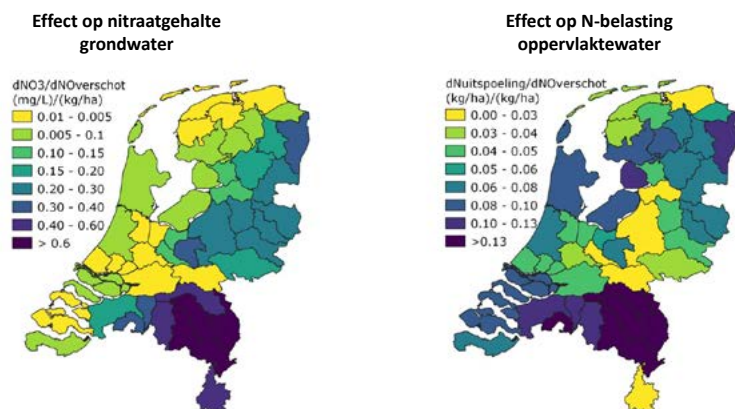 Effect op nitraatgehalte
grondwater
dNO3/dNOverschot
(mg/L)/(kg/ha)
0.01 - 0.005
0.005 - 0.1
0.10 - 0.15
0.15 - 0.20
0.20 - 0.30
0.30 - 0.40
0.40 - 0.60
> 0.6
Effect op N-belasting
oppervlaktewater
dNuitspoeling/dNOverschot
(kg/ha)/(kg/ha)
0.00 - 0.03
0.03 - 0.04
0.04 - 0.05
0.05 - 0.06
0.06 - 0.08
0.08 - 0.10
0.10 - 0.13
>0.13